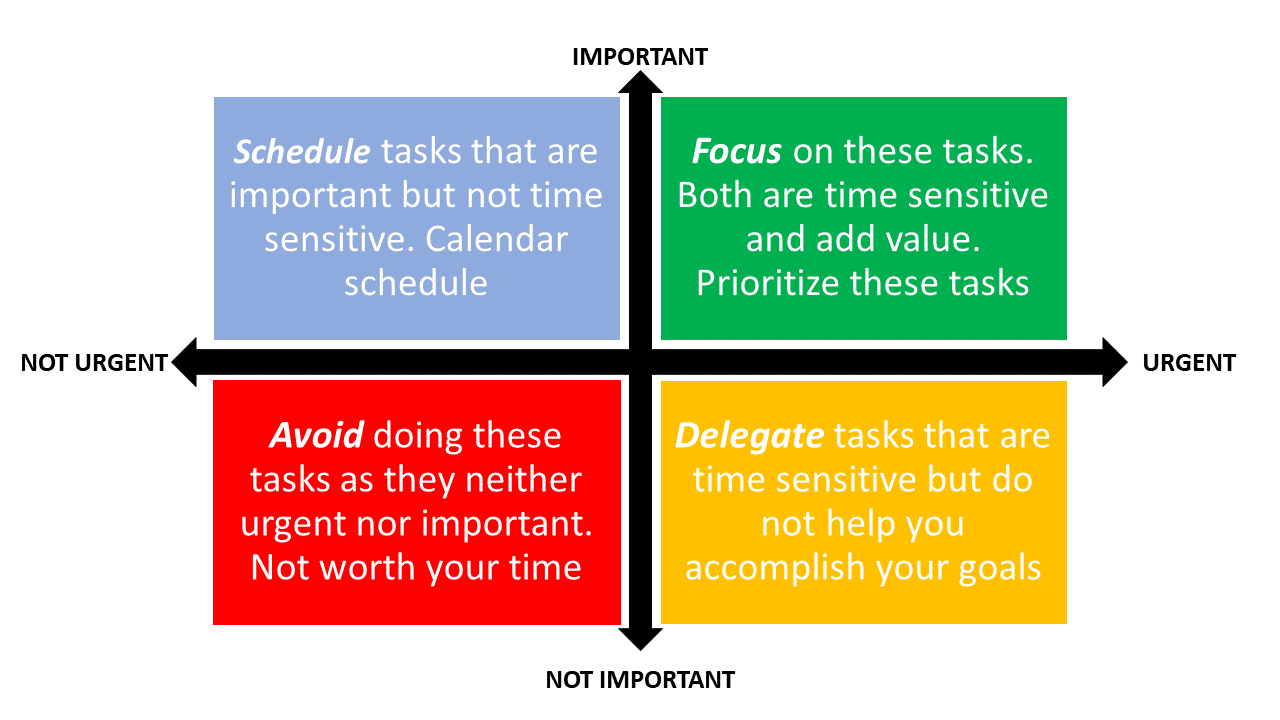 IMPORTANT
Schedule tasks that are
important but not time
sensitive. Calendar
schedule
Focus on these tasks.
Both are time sensitive
and add value.
Prioritize these tasks
NOT URGENT
URGENT
Avoid doing these
tasks as they neither
urgent nor important.
Not worth your time
Delegate tasks that are
time sensitive but do
not help you
accomplish your goals
NOT IMPORTANT